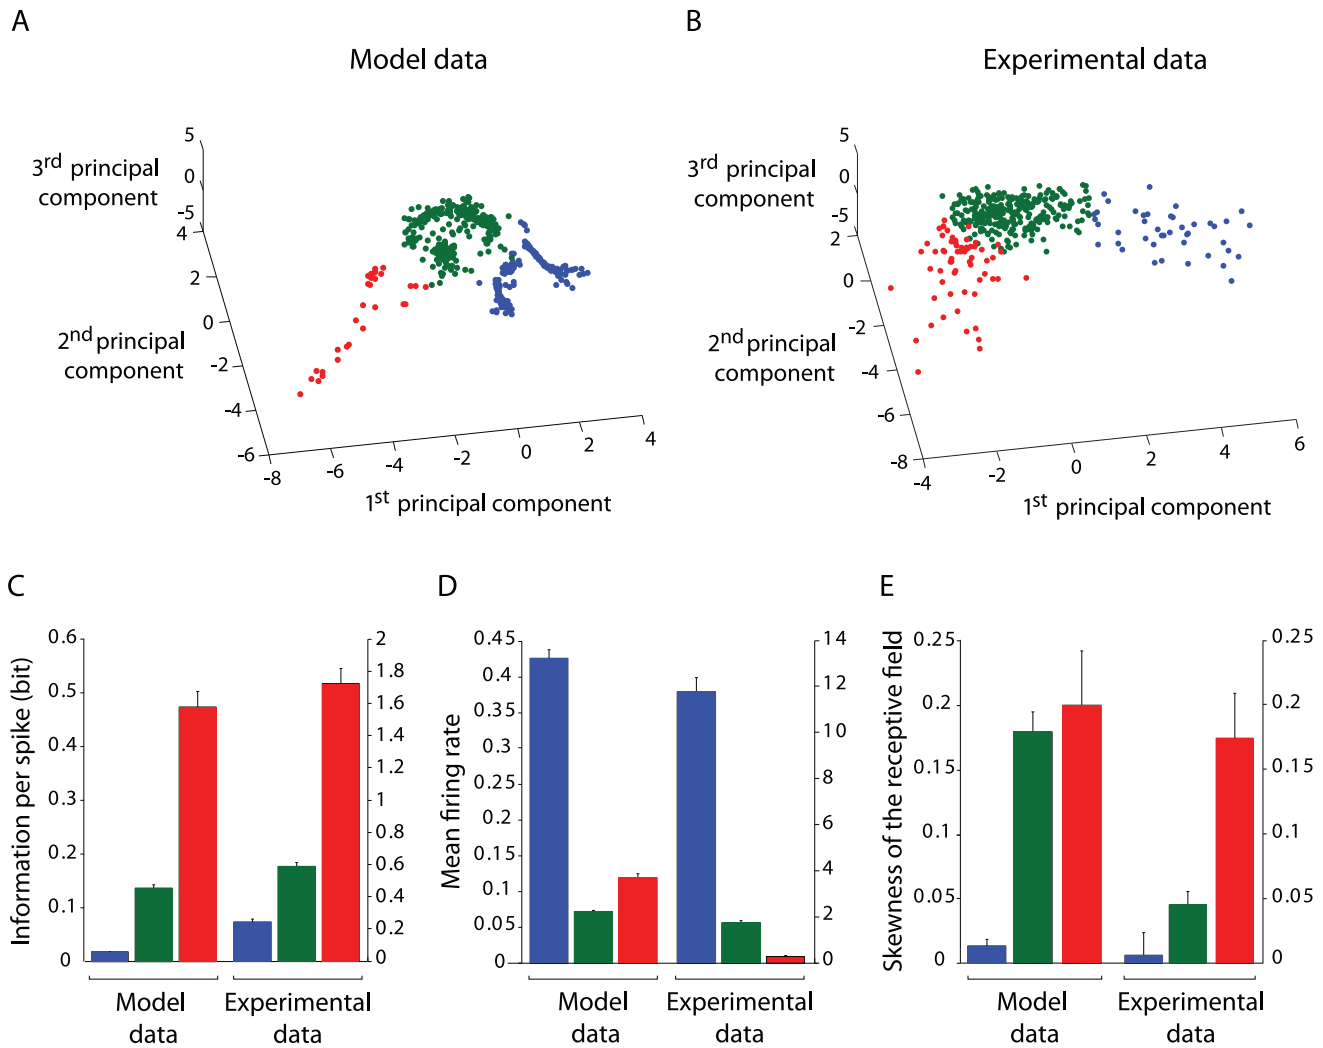 A
Model data
5
0
-5
3rd principal
component
4
2
0
-2
-4
-6
2nd principal
component
-8
-6
-4
-2
0
2
4
1st principal component
B
Experimental data
5
0
-5
3rd principal
component
2
0
-2
-4
-6
-8
2nd principal
component
-4
-2
0
2
4
6
1st principal component
C
Information per spike (bit)
0.6
0.5
0.4
0.3
0.2
0.1
0
2
1.8
1.6
1.4
1.2
1
0.8
0.6
0.4
0.2
0
Model
data
Experimental
data
D
Mean firing rate
0.45
0.4
0.35
0.3
0.25
0.2
0.15
0.1
0.05
0
14
12
10
8
6
4
2
0
Model
data
Experimental
data
E
Skewness of the receptive field
0.25
0.2
0.15
0.1
0.05
0
0.25
0.2
0.15
0.1
0.05
0
Model
data
Experimental
data